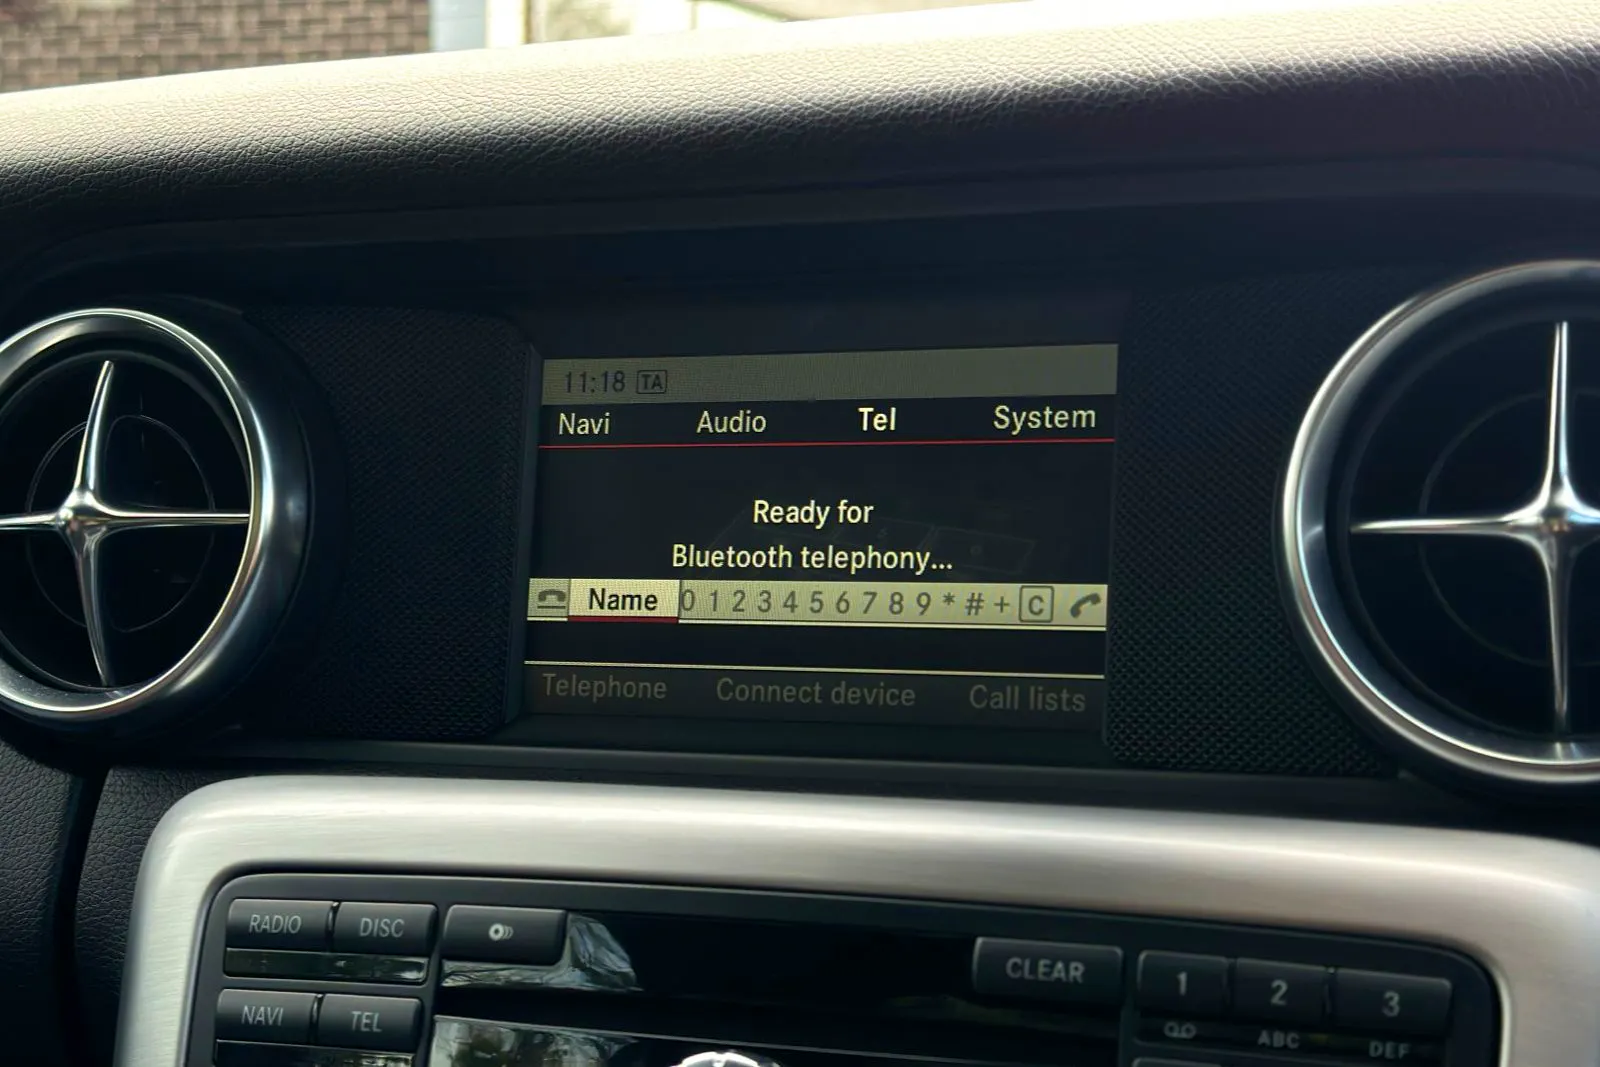 11:18 TA
Navi Audio Tel System
Ready for
Bluetooth telephony...
Name 0 1 2 3 4 5 6 7 8 9 * # + C
Telephone Connect device Call lists
RADIO DISC CLEAR 1 2 3
ABC DEF
NAVI TEL